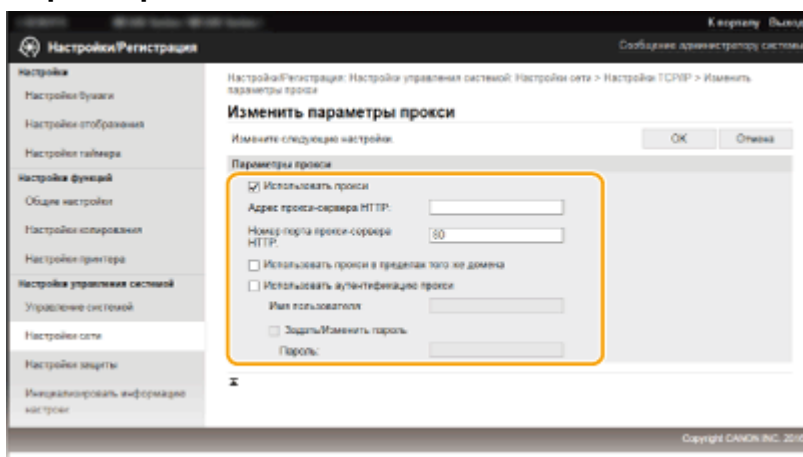 К порталу Выход
Настройки/Регистрация
Сообщение администратору системы
Настройки
Настройки бумаги
Настройки отображения
Настройки таймера
Настройки функций
Общие настройки
Настройки копирования
Настройки принтера
Настройки управления системой
Управление системой
Настройки сети
Настройки защиты
Инициализировать информацию
настроек
Настройки/Регистрация: Настройки управления системой: Настройки сети > Настройки TCP/IP > Изменить
параметры прокси
Изменить параметры прокси
Измените следующие настройки.
OK Отмена
Параметры прокси
Использовать прокси
Адрес прокси-сервера HTTP:
Номер порта прокси-сервера
HTTP:
80
Использовать прокси в пределах того же домена
Использовать аутентификацию прокси
Имя пользователя:
Задать/Изменить пароль
Пароль:
Copyright CANON INC. 2016